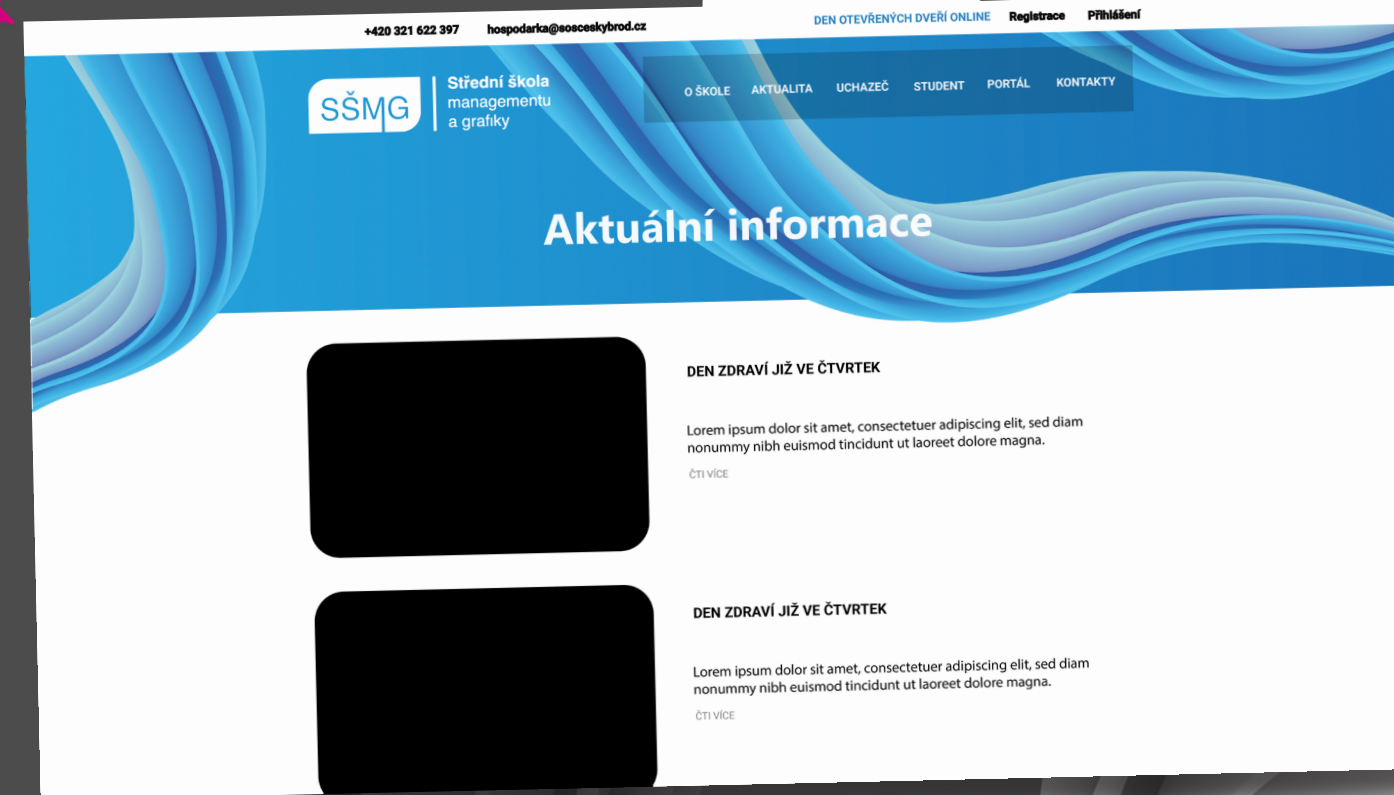 +420 321 622 397 hospodarka@sosceskybrod.cz DEN OTEVŘENÝCH DVEŘÍ ONLINE Registrace Přihlášení
SŠMG
Střední škola
managementu
a grafiky
O ŠKOLE AKTUALITA UCHAZEČ STUDENT PORTÁL KONTAKTY
Aktuální informace
DEN ZDRAVÍ JIŽ VE ČTVRTEK
Lorem ipsum dolor sit amet, consectetuer adipiscing elit, sed diam
nonummy nibh euismod tincidunt ut laoreet dolore magna.
ČTI VÍCE
DEN ZDRAVÍ JIŽ VE ČTVRTEK
Lorem ipsum dolor sit amet, consectetuer adipiscing elit, sed diam
nonummy nibh euismod tincidunt ut laoreet dolore magna.
ČTI VÍCE